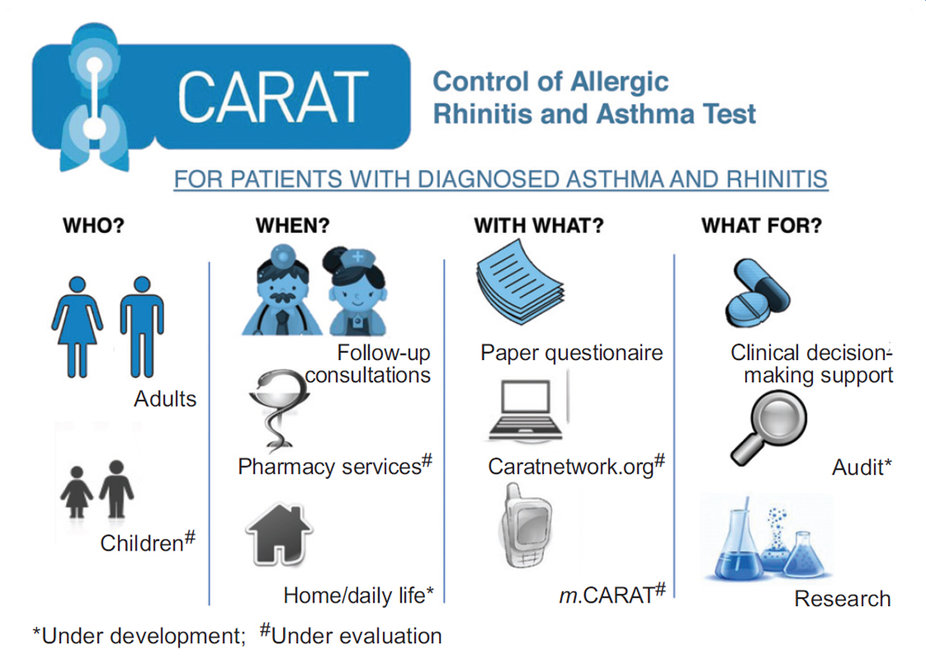 CARAT
Control of Allergic
Rhinitis and Asthma Test
FOR PATIENTS WITH DIAGNOSED ASTHMA AND RHINITIS
WHO?
Adults
Children#
WHEN?
Follow-up
consultations
Pharmacy services#
Home/daily life*
WITH WHAT?
Paper questionaire
Caratnetwork.org#
m.CARAT#
WHAT FOR?
Clinical decision-
making support
Audit*
Research
*Under development; #Under evaluation